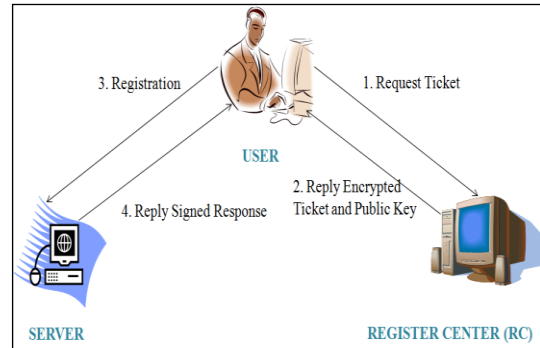 3. Registration
1. Request Ticket
USER
2. Reply Encrypted
Ticket and Public Key
4. Reply Signed Response
SERVER
REGISTER CENTER (RC)